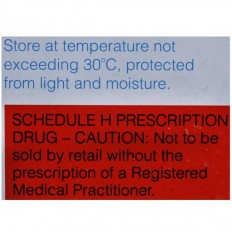 Store at temperature not
exceeding 30°C, protected
from light and moisture.
SCHEDULE H PRESCRIPTION
DRUG – CAUTION: Not to be
sold by retail without the
prescription of a Registered
Medical Practitioner.